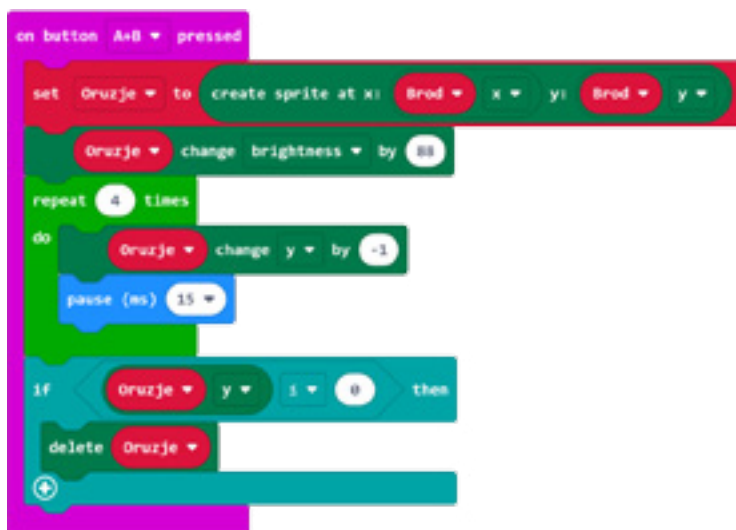 on button A+B pressed
set Oruzje to create sprite at x: Brod x y: Brod y
Oruzje change brightness by 88
repeat 4 times
do Oruzje change y by -1
pause (ms) 15
if Oruzje y 0 then
delete Oruzje